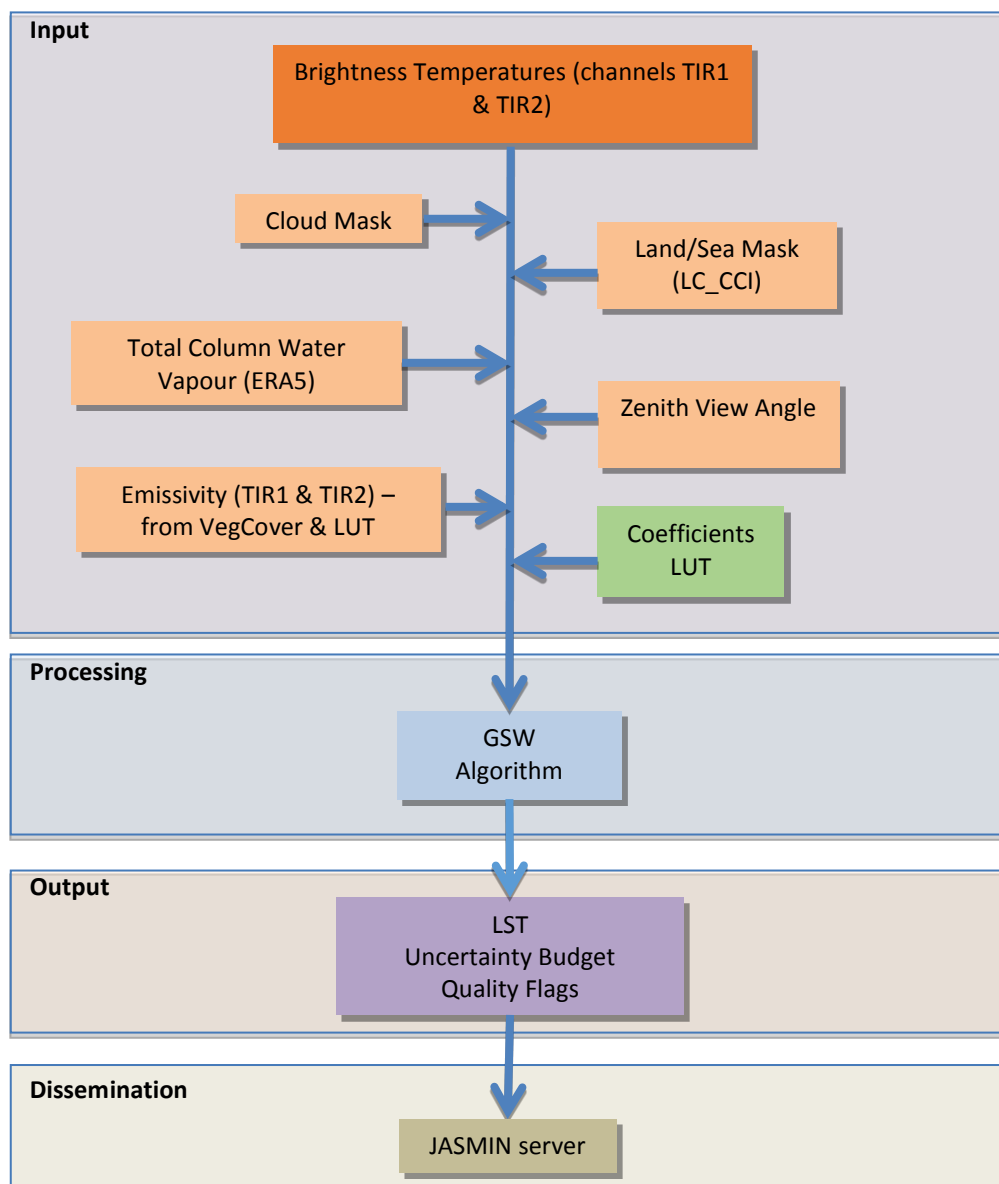 Input
Brightness Temperatures (channels TIR1
& TIR2)
Cloud Mask
Land/Sea Mask
(LC_CCI)
Total Column Water
Vapour (ERA5)
Zenith View Angle
Emissivity (TIR1 & TIR2) –
from VegCover & LUT
Coefficients
LUT
Processing
GSW
Algorithm
Output
LST
Uncertainty Budget
Quality Flags
Dissemination
JASMIN server